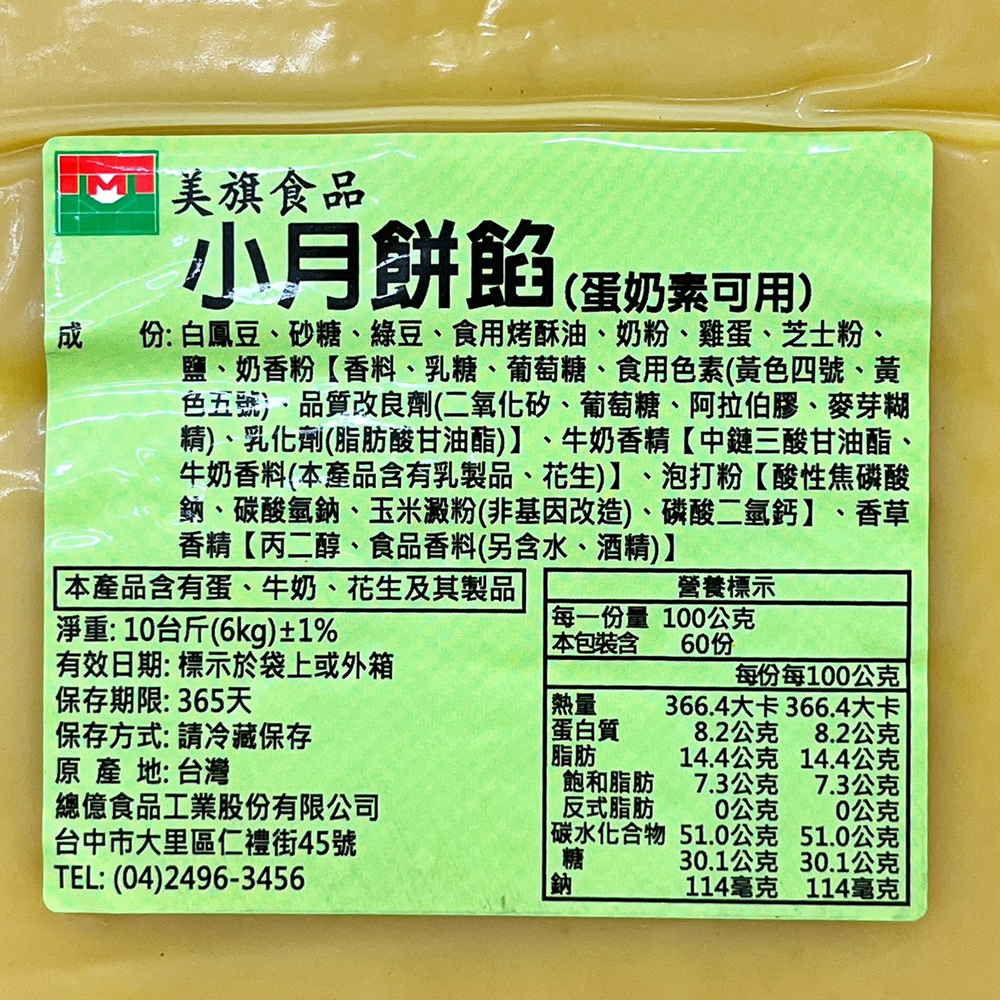 M
美旗食品
小月餅餡(蛋奶素可用)
成 份: 白鳳豆、砂糖、綠豆、食用烤酥油、奶粉、雞蛋、芝士粉、
鹽、奶香粉【香料、乳糖、葡萄糖、食用色素(黃色四號、黃
色五號)、品質改良劑(二氧化矽、葡萄糖、阿拉伯膠、麥芽糊
精)、乳化劑(脂肪酸甘油酯)】、牛奶香精【中鏈三酸甘油酯、
牛奶香料(本產品含有乳製品、花生)】、泡打粉【酸性焦磷酸
鈉、碳酸氫鈉、玉米澱粉(非基因改造)、磷酸二氫鈣】、香草
香精【丙二醇、食品香料(另含水、酒精)】
本產品含有蛋、牛奶、花生及其製品
淨重: 10台斤(6kg)±1%
有效日期: 標示於袋上或外箱
保存期限: 365天
保存方式: 請冷藏保存
原 產 地: 台灣
總億食品工業股份有限公司
台中市大里區仁禮街45號
TEL: (04)2496-3456
營養標示
每一份量 100公克
本包裝含 60份
每份 每100公克
熱量 366.4大卡 366.4大卡
蛋白質 8.2公克 8.2公克
脂肪 14.4公克 14.4公克
飽和脂肪 7.3公克 7.3公克
反式脂肪 0公克 0公克
碳水化合物 51.0公克 51.0公克
糖 30.1公克 30.1公克
鈉 114毫克 114毫克